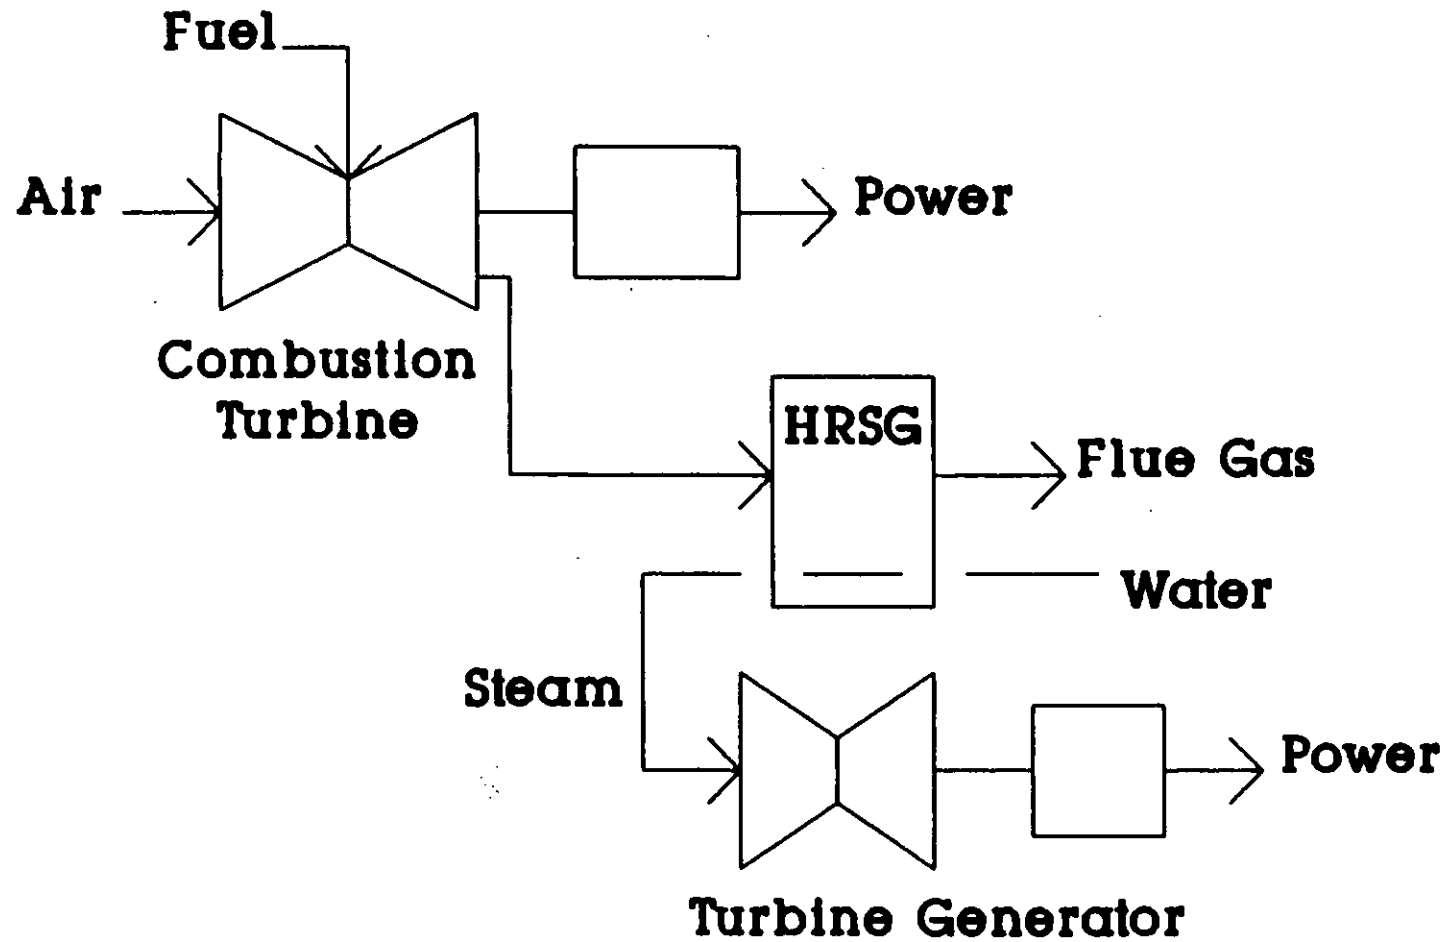 Fuel
Air
Power
Combustion
Turbine
HRSG
Flue Gas
Water
Steam
Power
Turbine Generator